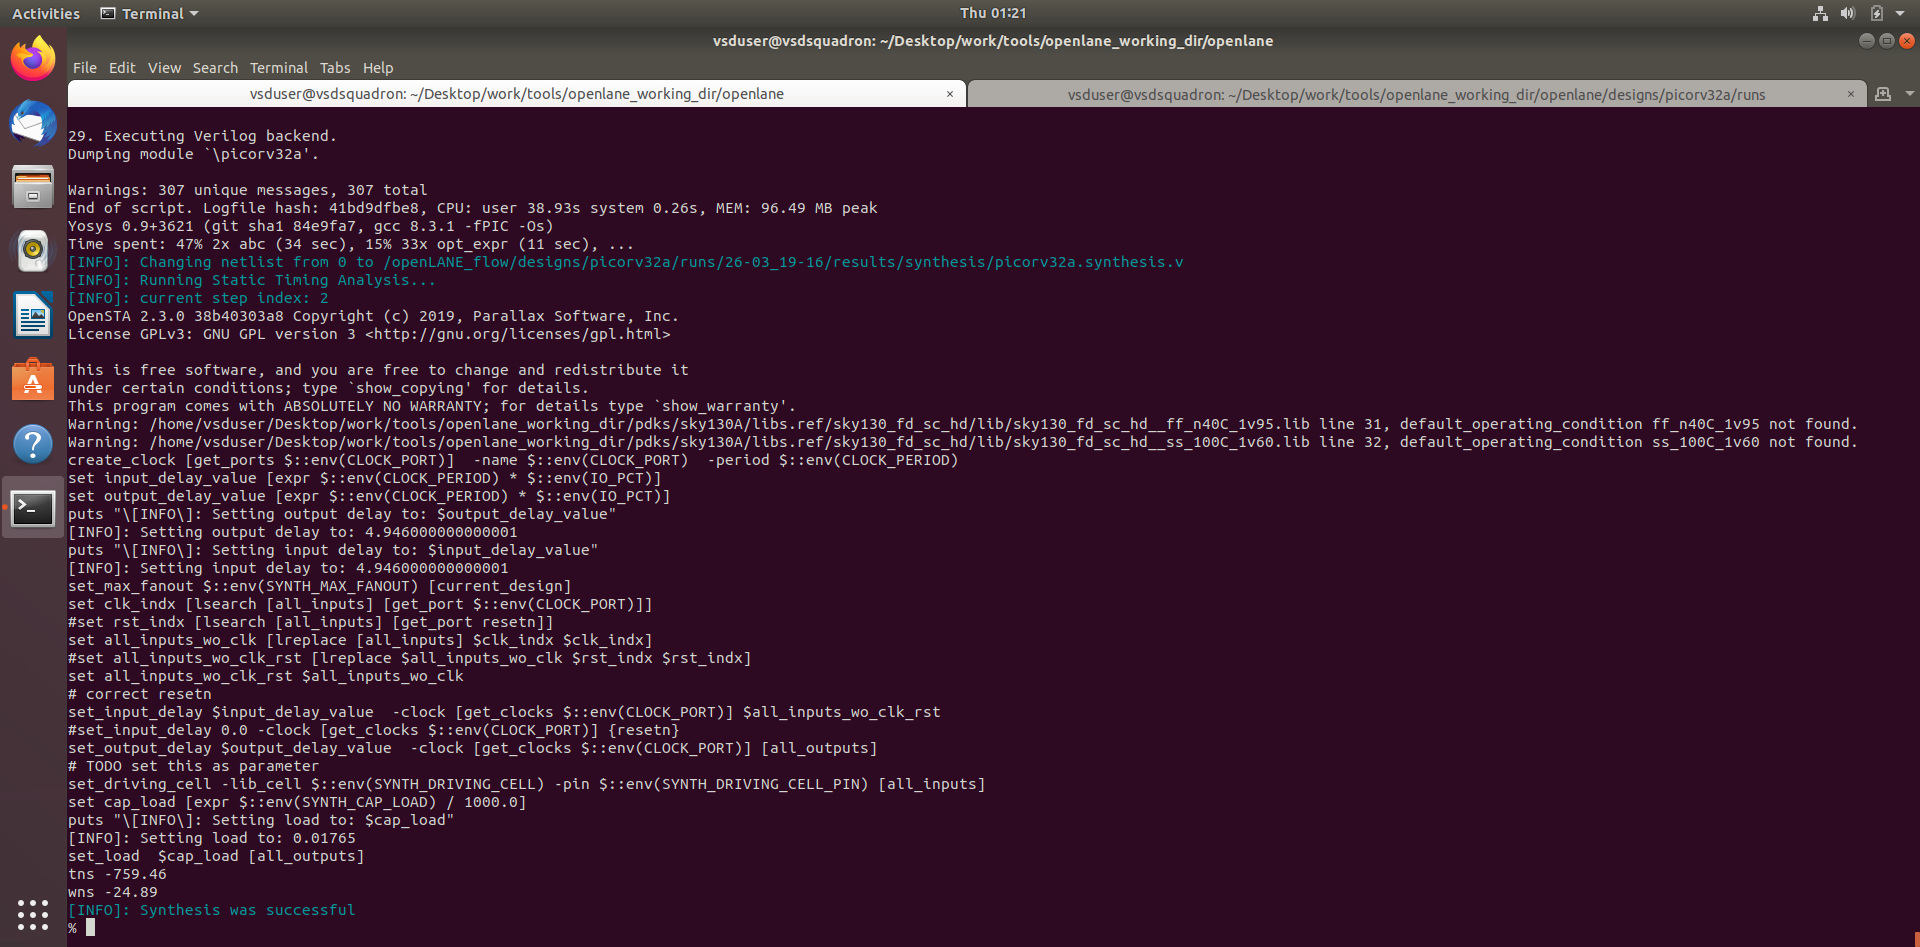 Activities Terminal Thu 01:21
vsduser@vsdsquadron: ~/Desktop/work/tools/openlane_working_dir/openlane
File Edit View Search Terminal Tabs Help
vsduser@vsdsquadron: ~/Desktop/work/tools/openlane_working_dir/openlane × vsduser@vsdsquadron: ~/Desktop/work/tools/openlane_working_dir/openlane/designs/picorv32a/runs ×
29. Executing Verilog backend.
Dumping module `\picorv32a'.
Warnings: 307 unique messages, 307 total
End of script. Logfile hash: 41bd9dfbe8, CPU: user 38.93s system 0.26s, MEM: 96.49 MB peak
Yosys 0.9+3621 (git sha1 84e9fa7, gcc 8.3.1 -fPIC -Os)
Time spent: 47% 2x abc (34 sec), 15% 33x opt_expr (11 sec), ...
[INFO]: Changing netlist from 0 to /openLANE_flow/designs/picorv32a/runs/26-03_19-16/results/synthesis/picorv32a.synthesis.v
[INFO]: Running Static Timing Analysis...
[INFO]: current step index: 2
OpenSTA 2.3.0 38b40303a8 Copyright (c) 2019, Parallax Software, Inc.
License GPLv3: GNU GPL version 3 <http://gnu.org/licenses/gpl.html>
This is free software, and you are free to change and redistribute it
under certain conditions; type `show_copying' for details.
This program comes with ABSOLUTELY NO WARRANTY; for details type `show_warranty'.
Warning: /home/vsduser/Desktop/work/tools/openlane_working_dir/pdks/sky130A/libs.ref/sky130_fd_sc_hd/lib/sky130_fd_sc_hd__ff_n40C_1v95.lib line 31, default_operating_condition ff_n40C_1v95 not found.
Warning: /home/vsduser/Desktop/work/tools/openlane_working_dir/pdks/sky130A/libs.ref/sky130_fd_sc_hd/lib/sky130_fd_sc_hd__ss_100C_1v60.lib line 32, default_operating_condition ss_100C_1v60 not found.
create_clock [get_ports $::env(CLOCK_PORT)]  -name $::env(CLOCK_PORT)  -period $::env(CLOCK_PERIOD)
set input_delay_value [expr $::env(CLOCK_PERIOD) * $::env(IO_PCT)]
set output_delay_value [expr $::env(CLOCK_PERIOD) * $::env(IO_PCT)]
puts "\[INFO\]: Setting output delay to: $output_delay_value"
[INFO]: Setting output delay to: 4.946000000000001
puts "\[INFO\]: Setting input delay to: $input_delay_value"
[INFO]: Setting input delay to: 4.946000000000001
set_max_fanout $::env(SYNTH_MAX_FANOUT) [current_design]
set clk_indx [lsearch [all_inputs] [get_port $::env(CLOCK_PORT)]]
#set rst_indx [lsearch [all_inputs] [get_port resetn]]
set all_inputs_wo_clk [lreplace [all_inputs] $clk_indx $clk_indx]
#set all_inputs_wo_clk_rst [lreplace $all_inputs_wo_clk $rst_indx $rst_indx]
set all_inputs_wo_clk_rst $all_inputs_wo_clk
# correct resetn
set_input_delay $input_delay_value  -clock [get_clocks $::env(CLOCK_PORT)] $all_inputs_wo_clk_rst
#set_input_delay 0.0 -clock [get_clocks $::env(CLOCK_PORT)] {resetn}
set_output_delay $output_delay_value  -clock [get_clocks $::env(CLOCK_PORT)] [all_outputs]
# TODO set this as parameter
set_driving_cell -lib_cell $::env(SYNTH_DRIVING_CELL) -pin $::env(SYNTH_DRIVING_CELL_PIN) [all_inputs]
set cap_load [expr $::env(SYNTH_CAP_LOAD) / 1000.0]
puts "\[INFO\]: Setting load to: $cap_load"
[INFO]: Setting load to: 0.01765
set_load  $cap_load [all_outputs]
tns -759.46
wns -24.89
[INFO]: Synthesis was successful
%